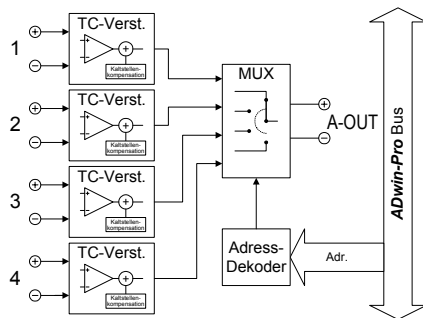 1
TC-Verst.
Kaltstellen-
kompensation
2
TC-Verst.
Kaltstellen-
kompensation
3
TC-Verst.
Kaltstellen-
kompensation
4
TC-Verst.
Kaltstellen-
kompensation
MUX
A-OUT
Adress-
Dekoder
Adr.
ADwin-Pro Bus